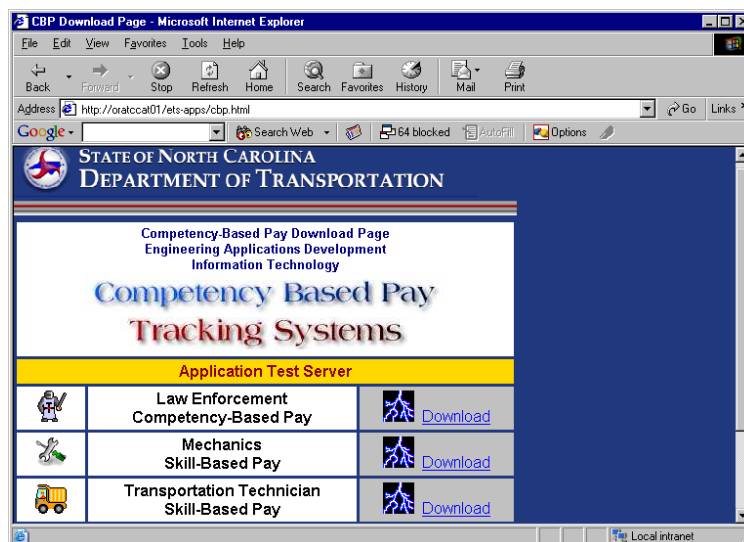 CBP Download Page - Microsoft Internet Explorer
File Edit View Favorites Tools Help
Back Forward Stop Refresh Home Search Favorites History Mail Print
Address http://oratccat01/ets-apps/cbp.html Go Links
Google Search Web 64 blocked AutoFill Options
STATE OF NORTH CAROLINA
DEPARTMENT OF TRANSPORTATION
Competency-Based Pay Download Page
Engineering Applications Development
Information Technology
Competency Based Pay
Tracking Systems
Application Test Server
Law Enforcement
Competency-Based Pay
Download
Mechanics
Skill-Based Pay
Download
Transportation Technician
Skill-Based Pay
Download
Local intranet